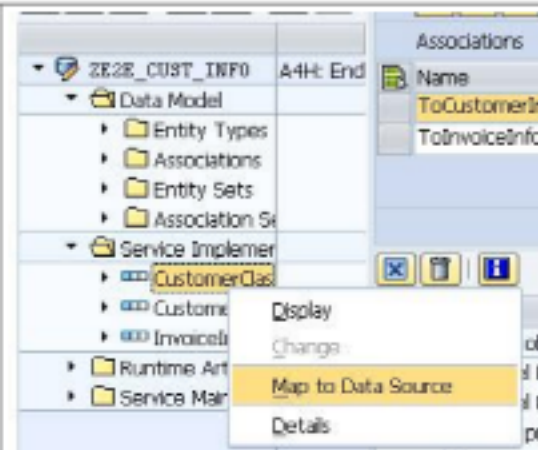 Associations
ZE2E_CUST_INFO A4H: End
Name
Data Model
ToCustomerI
Entity Types
ToInvoiceInfo
Associations
Entity Sets
Association Se
Service Implemer
CustomerClas
Custome
Display
InvoiceI
Change
Runtime Art
Map to Data Source
Service Mair
Details